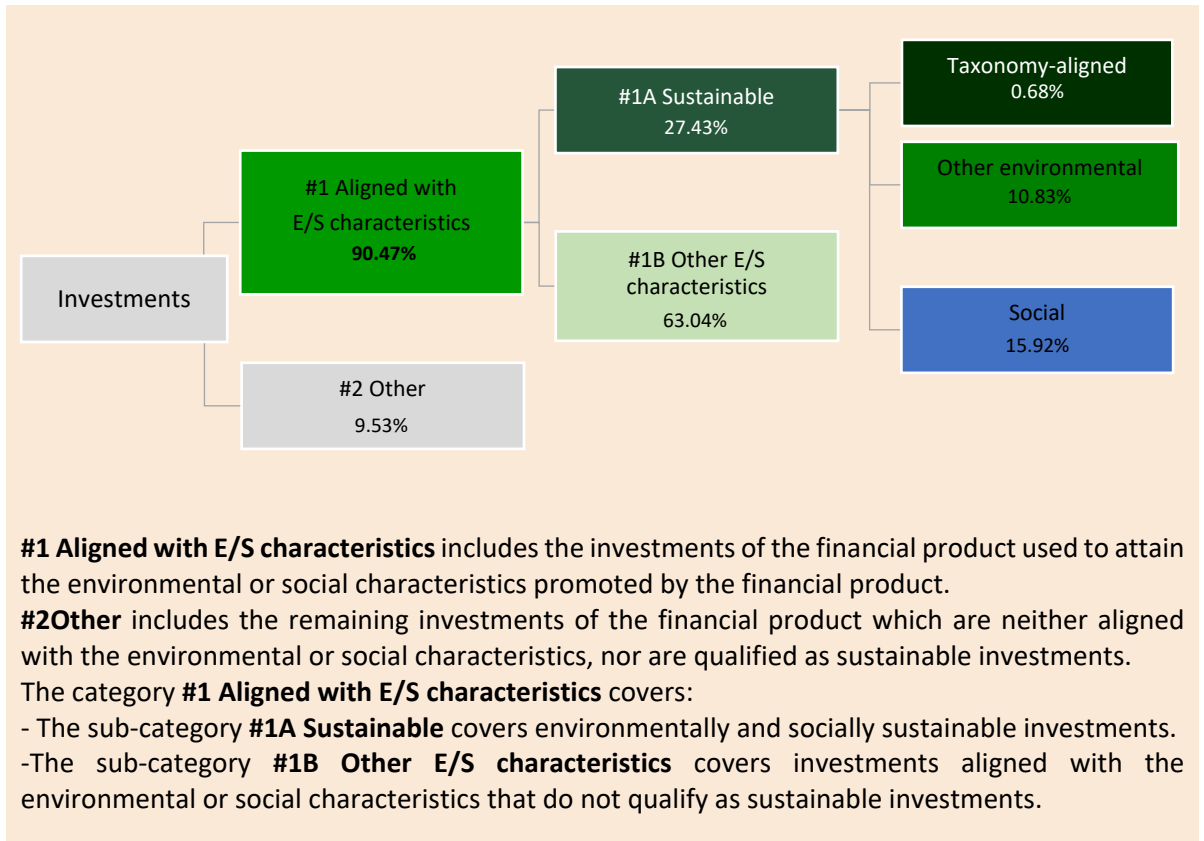 Investments
#1 Aligned with
E/S characteristics
90.47%
#2 Other
9.53%
#1A Sustainable
27.43%
#1B Other E/S
characteristics
63.04%
Taxonomy-aligned
0.68%
Other environmental
10.83%
Social
15.92%
#1 Aligned with E/S characteristics includes the investments of the financial product used to attain
the environmental or social characteristics promoted by the financial product.
#2Other includes the remaining investments of the financial product which are neither aligned
with the environmental or social characteristics, nor are qualified as sustainable investments.
The category #1 Aligned with E/S characteristics covers:
- The sub-category #1A Sustainable covers environmentally and socially sustainable investments.
-The sub-category #1B Other E/S characteristics covers investments aligned with the
environmental or social characteristics that do not qualify as sustainable investments.